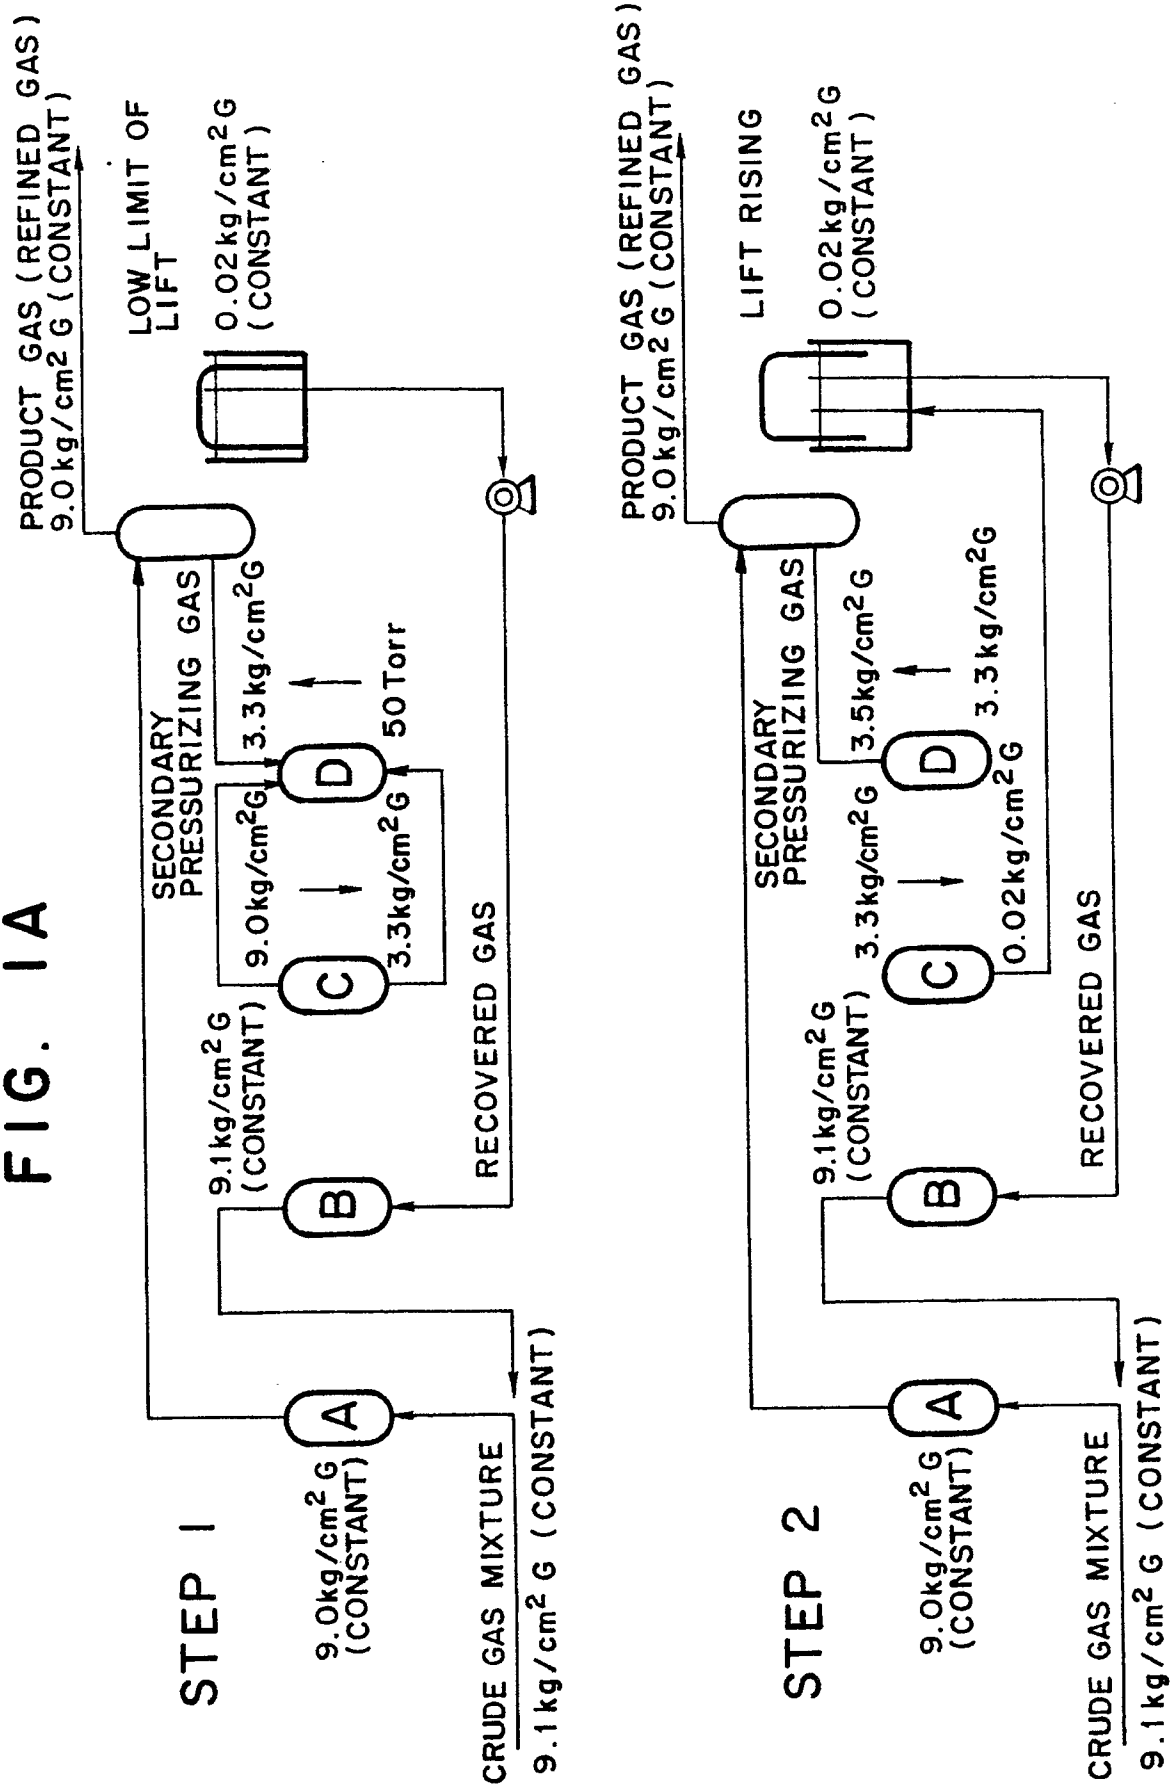 FIG. 1A
STEP 1
PRODUCT GAS (REFINED GAS)
9.0kg/cm² G (CONSTANT)
LOW LIMIT OF
LIFT
0.02kg/cm²G
(CONSTANT)
SECONDARY
PRESSURIZING GAS
9.0kg/cm²G
3.3kg/cm²G
9.1kg/cm²G
(CONSTANT)
9.0kg/cm² G
(CONSTANT)
A
B
C
D
3.3kg/cm²G
50 Torr
RECOVERED GAS
CRUDE GAS MIXTURE
9.1kg/cm² G (CONSTANT)
STEP 2
PRODUCT GAS (REFINED GAS)
9.0kg/cm² G (CONSTANT)
LIFT RISING
0.02kg/cm²G
(CONSTANT)
SECONDARY
PRESSURIZING GAS
3.3kg/cm²G
3.5kg/cm²G
9.1kg/cm²G
(CONSTANT)
9.0kg/cm² G
(CONSTANT)
A
B
C
D
0.02kg/cm²G
3.3kg/cm²G
RECOVERED GAS
CRUDE GAS MIXTURE
9.1kg/cm² G (CONSTANT)